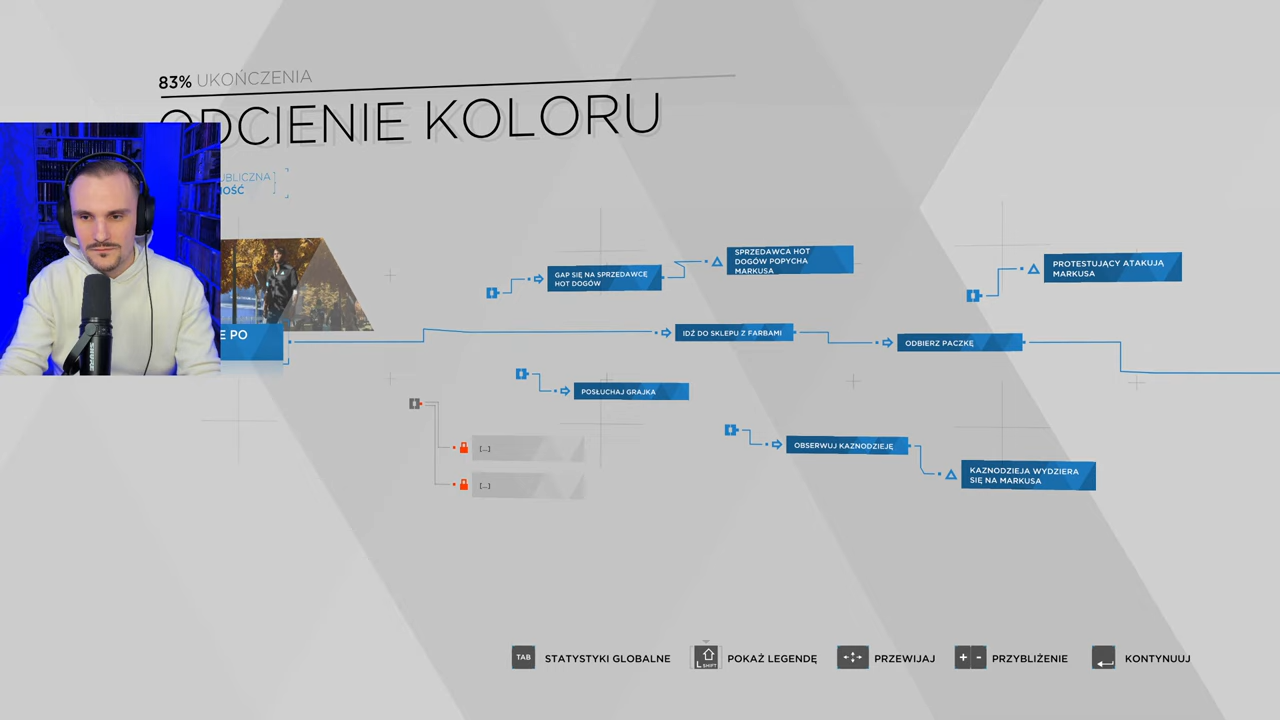 83% UKOŃCZENIA
ODCIENIE KOLORU
UBLICZNA
OŚĆ
E PO
GAP SIĘ NA SPRZEDAWCĘ
HOT DOGÓW
SPRZEDAWCA HOT
DOGÓW POPYCHA
MARKUSA
PROTESTUJĄCY ATAKUJĄ
MARKUSA
IDŹ DO SKLEPU Z FARBAMI
ODBIERZ PACZKĘ
POSŁUCHAJ GRAJKA
OBSERWUJ KAZNODZIEJĘ
KAZNODZIEJA WYDZIERA
SIĘ NA MARKUSA
[...]
[...]
SHURE
TAB STATYSTYKI GLOBALNE
L SHIFT POKAŻ LEGENDĘ
PRZEWIJAJ
+ - PRZYBLIŻENIE
KONTYNUUJ